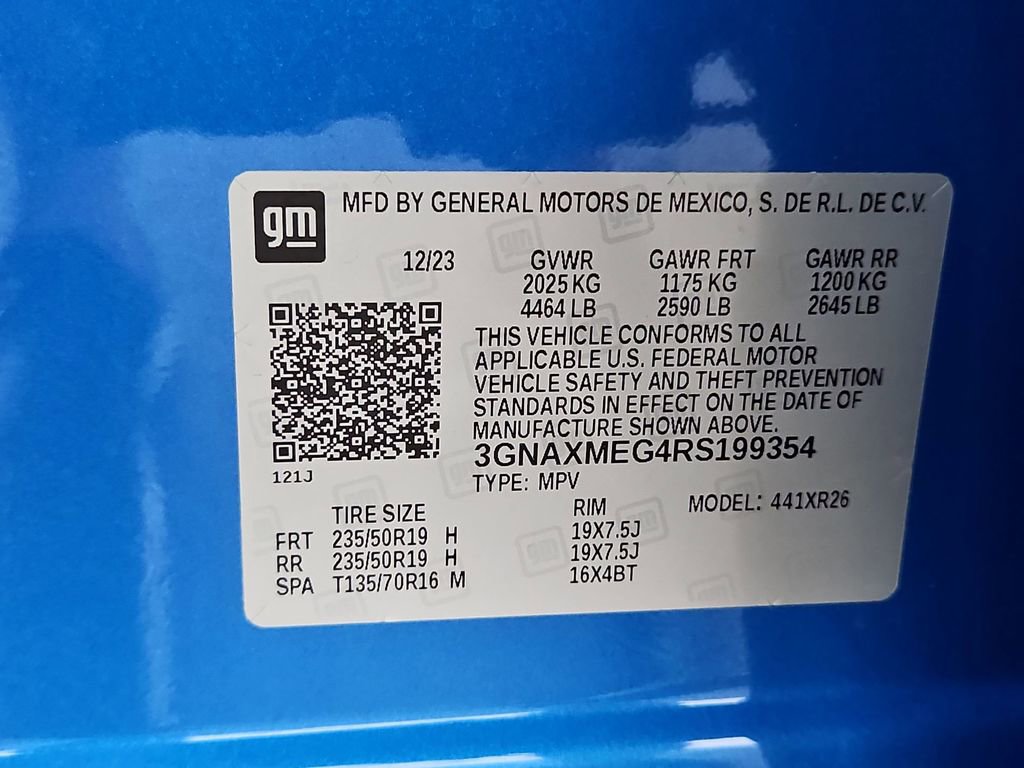 gm
MFD BY GENERAL MOTORS DE MEXICO, S. DE R.L. DE C.V.
12/23 GVWR GAWR FRT GAWR RR
2025 KG 1175 KG 1200 KG
4464 LB 2590 LB 2645 LB
THIS VEHICLE CONFORMS TO ALL
APPLICABLE U.S. FEDERAL MOTOR
VEHICLE SAFETY AND THEFT PREVENTION
STANDARDS IN EFFECT ON THE DATE OF
MANUFACTURE SHOWN ABOVE.
3GNAXMEG4RS199354
121J
TYPE: MPV
MODEL: 441XR26
TIRE SIZE RIM
FRT 235/50R19 H 19X7.5J
RR 235/50R19 H 19X7.5J
SPA T135/70R16 M 16X4BT